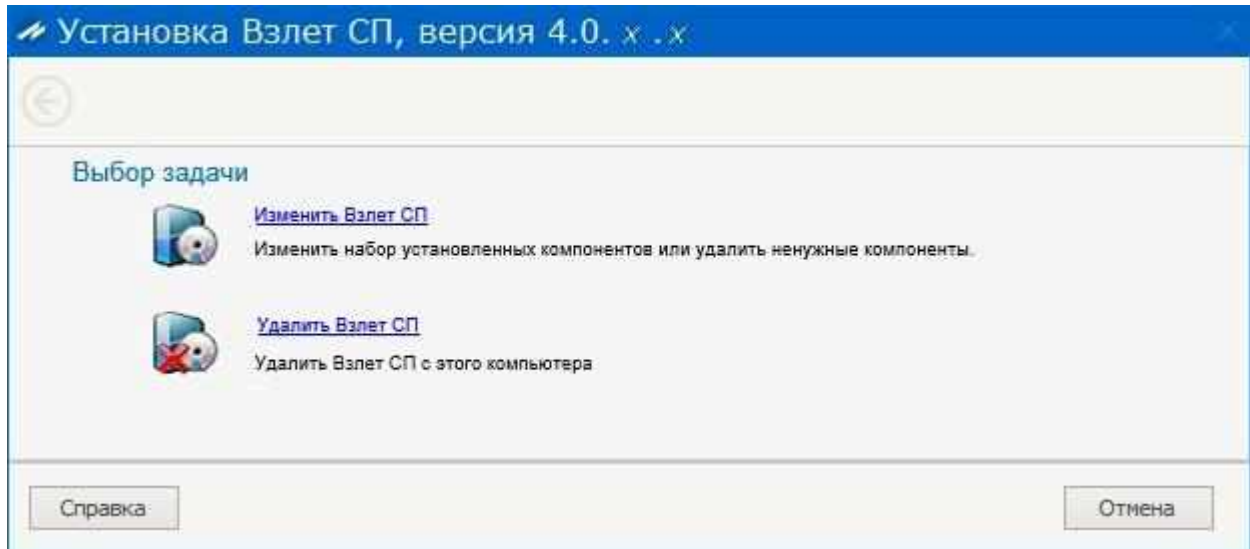 Установка Взлет СП, версия 4.0. x . x
Выбор задачи
Изменить Взлет СП
Изменить набор установленных компонентов или удалить ненужные компоненты.
Удалить Взлет СП
Удалить Взлет СП с этого компьютера
Справка
Отмена